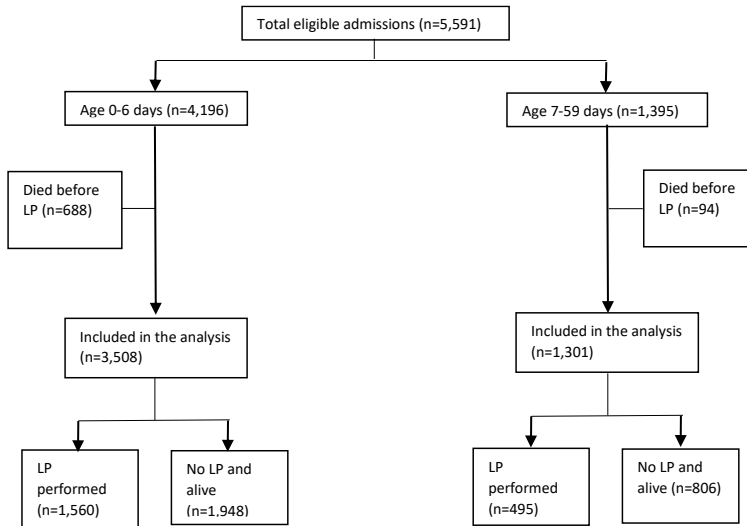 Total eligible admissions (n=5,591)
Age 0-6 days (n=4,196)
Age 7-59 days (n=1,395)
Died before
LP (n=688)
Died before
LP (n=94)
Included in the analysis
(n=3,508)
Included in the analysis
(n=1,301)
LP
performed
(n=1,560)
No LP and
alive
(n=1,948)
LP
performed
(n=495)
No LP and
alive (n=806)